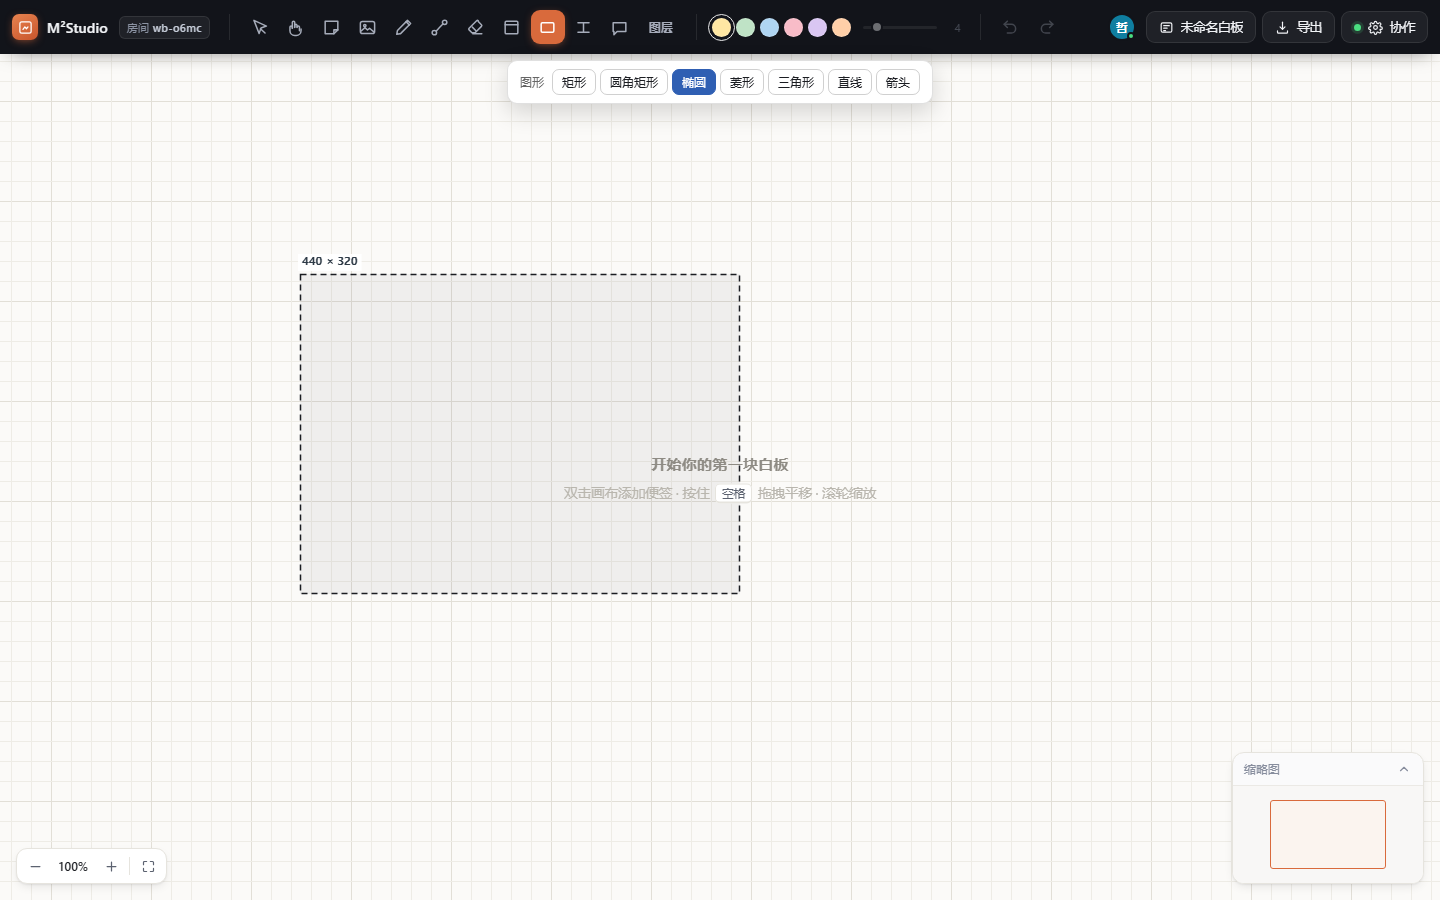 M²Studio 房间 wb-o6mc 图层 4 哲 未命名白板 导出 协作
图形 矩形 圆角矩形 椭圆 菱形 三角形 直线 箭头
440 × 320
开始你的第一块白板
双击画布添加便签 · 按住 空格 拖拽平移 · 滚轮缩放
缩略图
100%